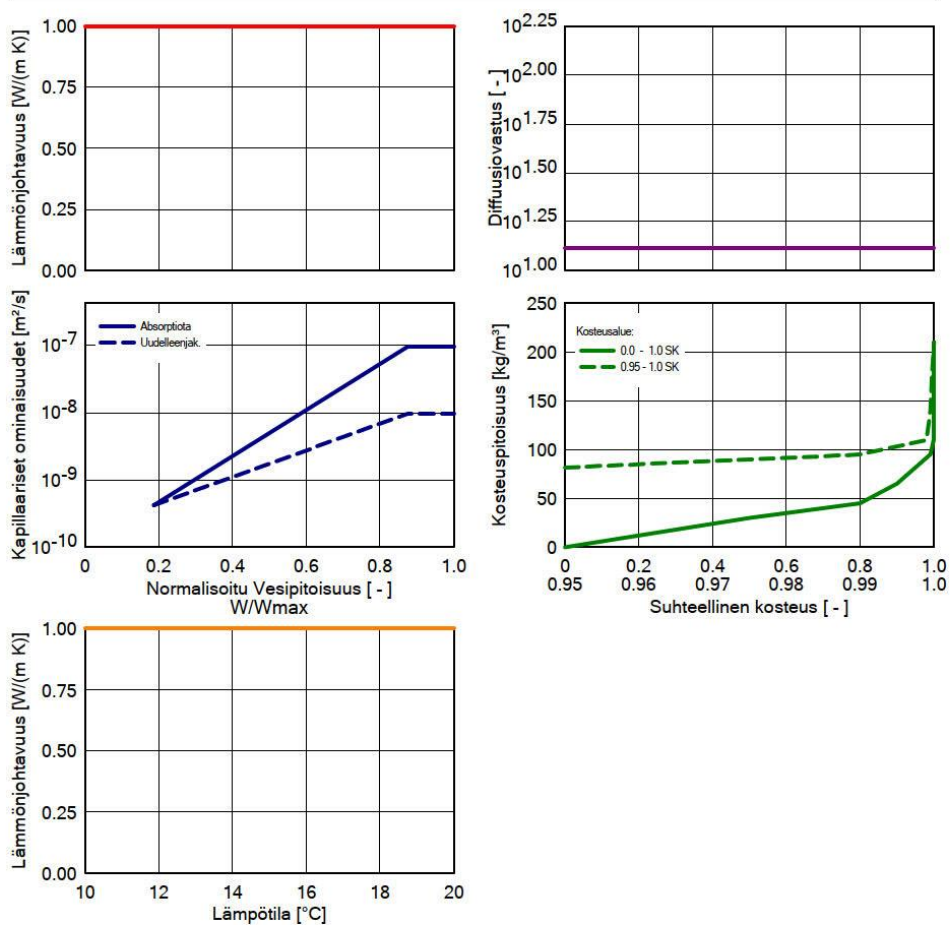 Lämmönjohtavuus [W/(m K)]
1.00
0.75
0.50
0.25
0.00
Diffuusiovastus [ - ]
10^2.25
10^2.00
10^1.75
10^1.50
10^1.25
10^1.00
Kapillaariset ominaisuudet [m²/s]
10^-7
10^-8
10^-9
10^-10
Absorptiota
Uudelleenjak.
0 0.2 0.4 0.6 0.8 1.0
Normalisoitu Vesipitoisuus [ - ]
W/Wmax
Kosteuspitoisuus [kg/m³]
250
200
150
100
50
0
Kosteusalue:
0.0 - 1.0 SK
0.95 - 1.0 SK
0 0.2 0.4 0.6 0.8 1.0
0.95 0.96 0.97 0.98 0.99 1.0
Suhteellinen kosteus [ - ]
Lämmönjohtavuus [W/(m K)]
1.00
0.75
0.50
0.25
0.00
10 12 14 16 18 20
Lämpötila [°C]